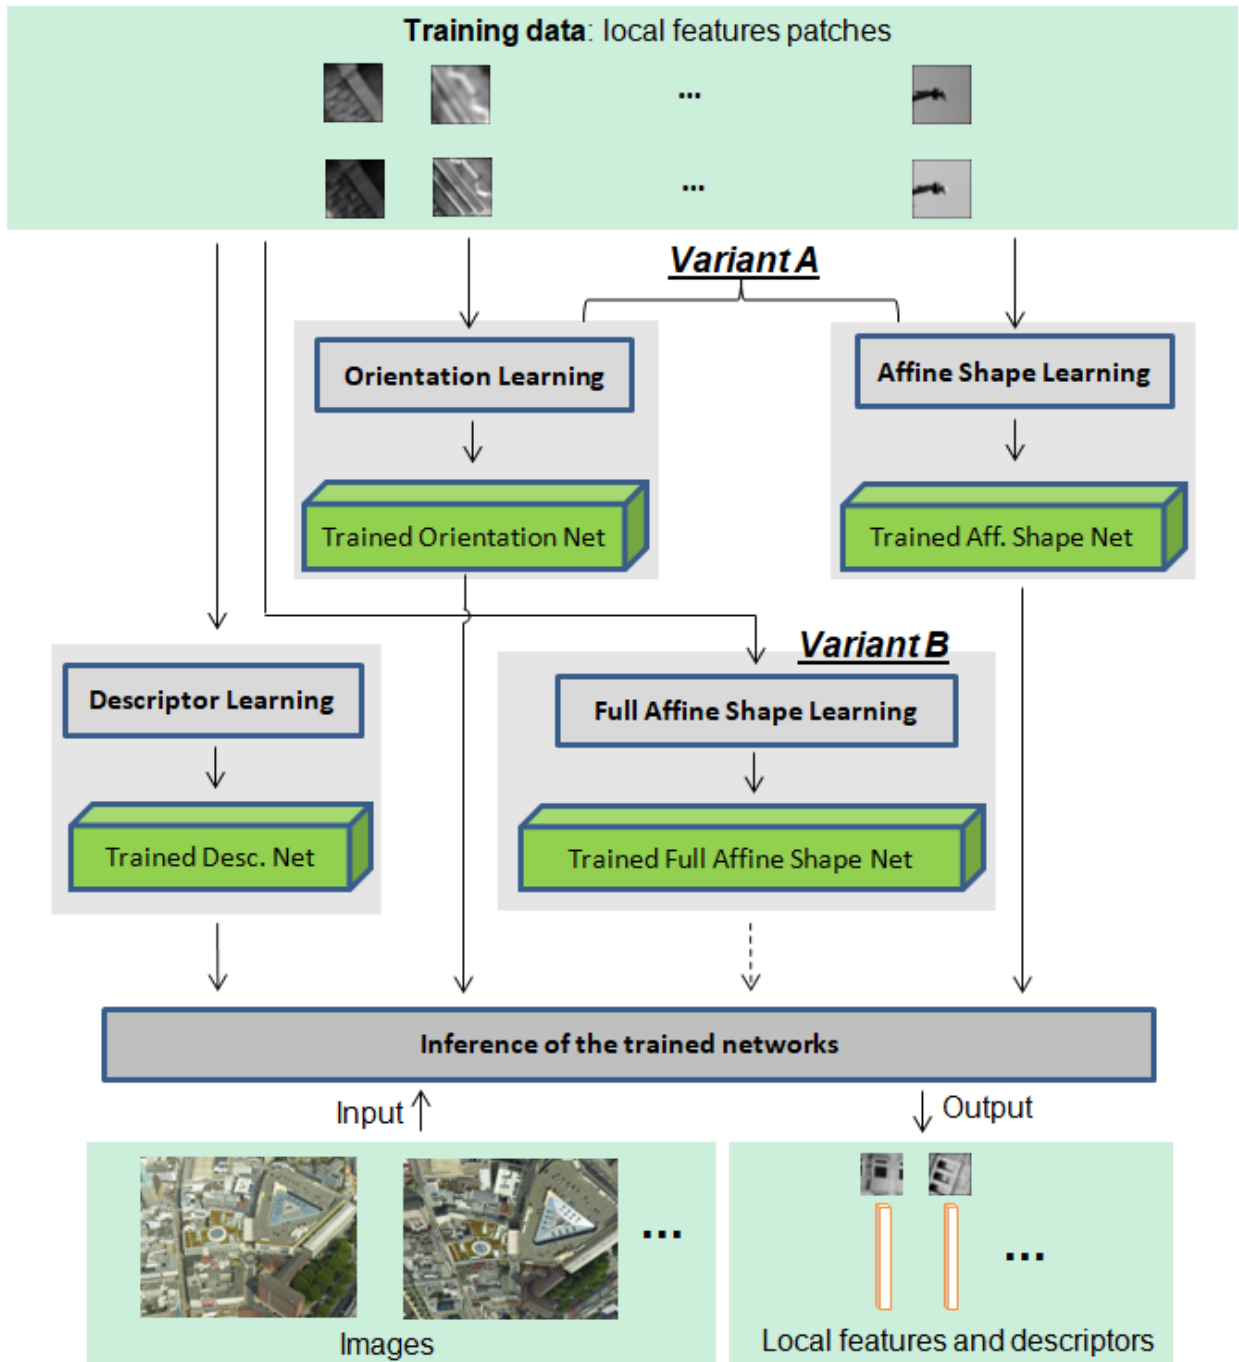 Training data: local features patches
...
...
Variant A
Orientation Learning
Affine Shape Learning
Trained Orientation Net
Trained Aff. Shape Net
Variant B
Descriptor Learning
Full Affine Shape Learning
Trained Desc. Net
Trained Full Affine Shape Net
Inference of the trained networks
Input
Output
...
...
Images
Local features and descriptors